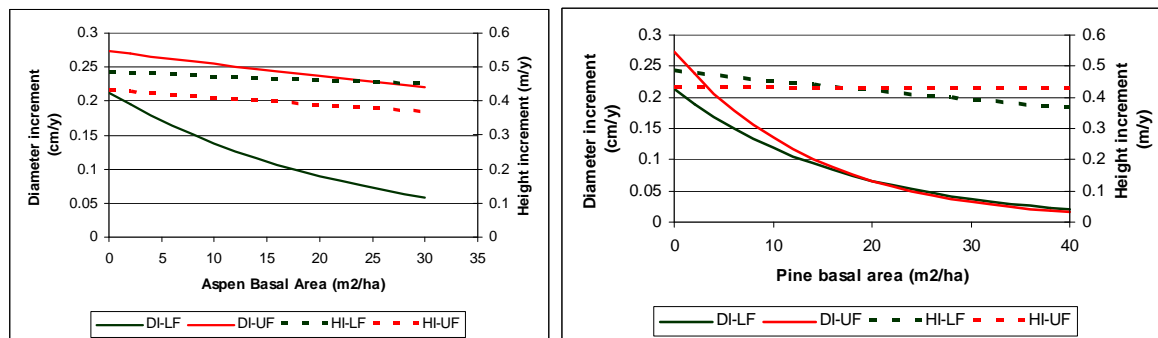 0.3
0.25
0.2
0.15
0.1
0.05
0
Diameter increment
(cm/y)
0.6
0.5
0.4
0.3
0.2
0.1
0
Height increment (m/y)
0 5 10 15 20 25 30 35
Aspen Basal Area (m2/ha)
DI-LF DI-UF HI-LF HI-UF
0.3
0.25
0.2
0.15
0.1
0.05
0
Diameter increment
(cm/y)
0.6
0.5
0.4
0.3
0.2
0.1
0
Height increment
(m/y)
0 10 20 30 40
Pine basal area (m2/ha)
DI-LF DI-UF HI-LF HI-UF